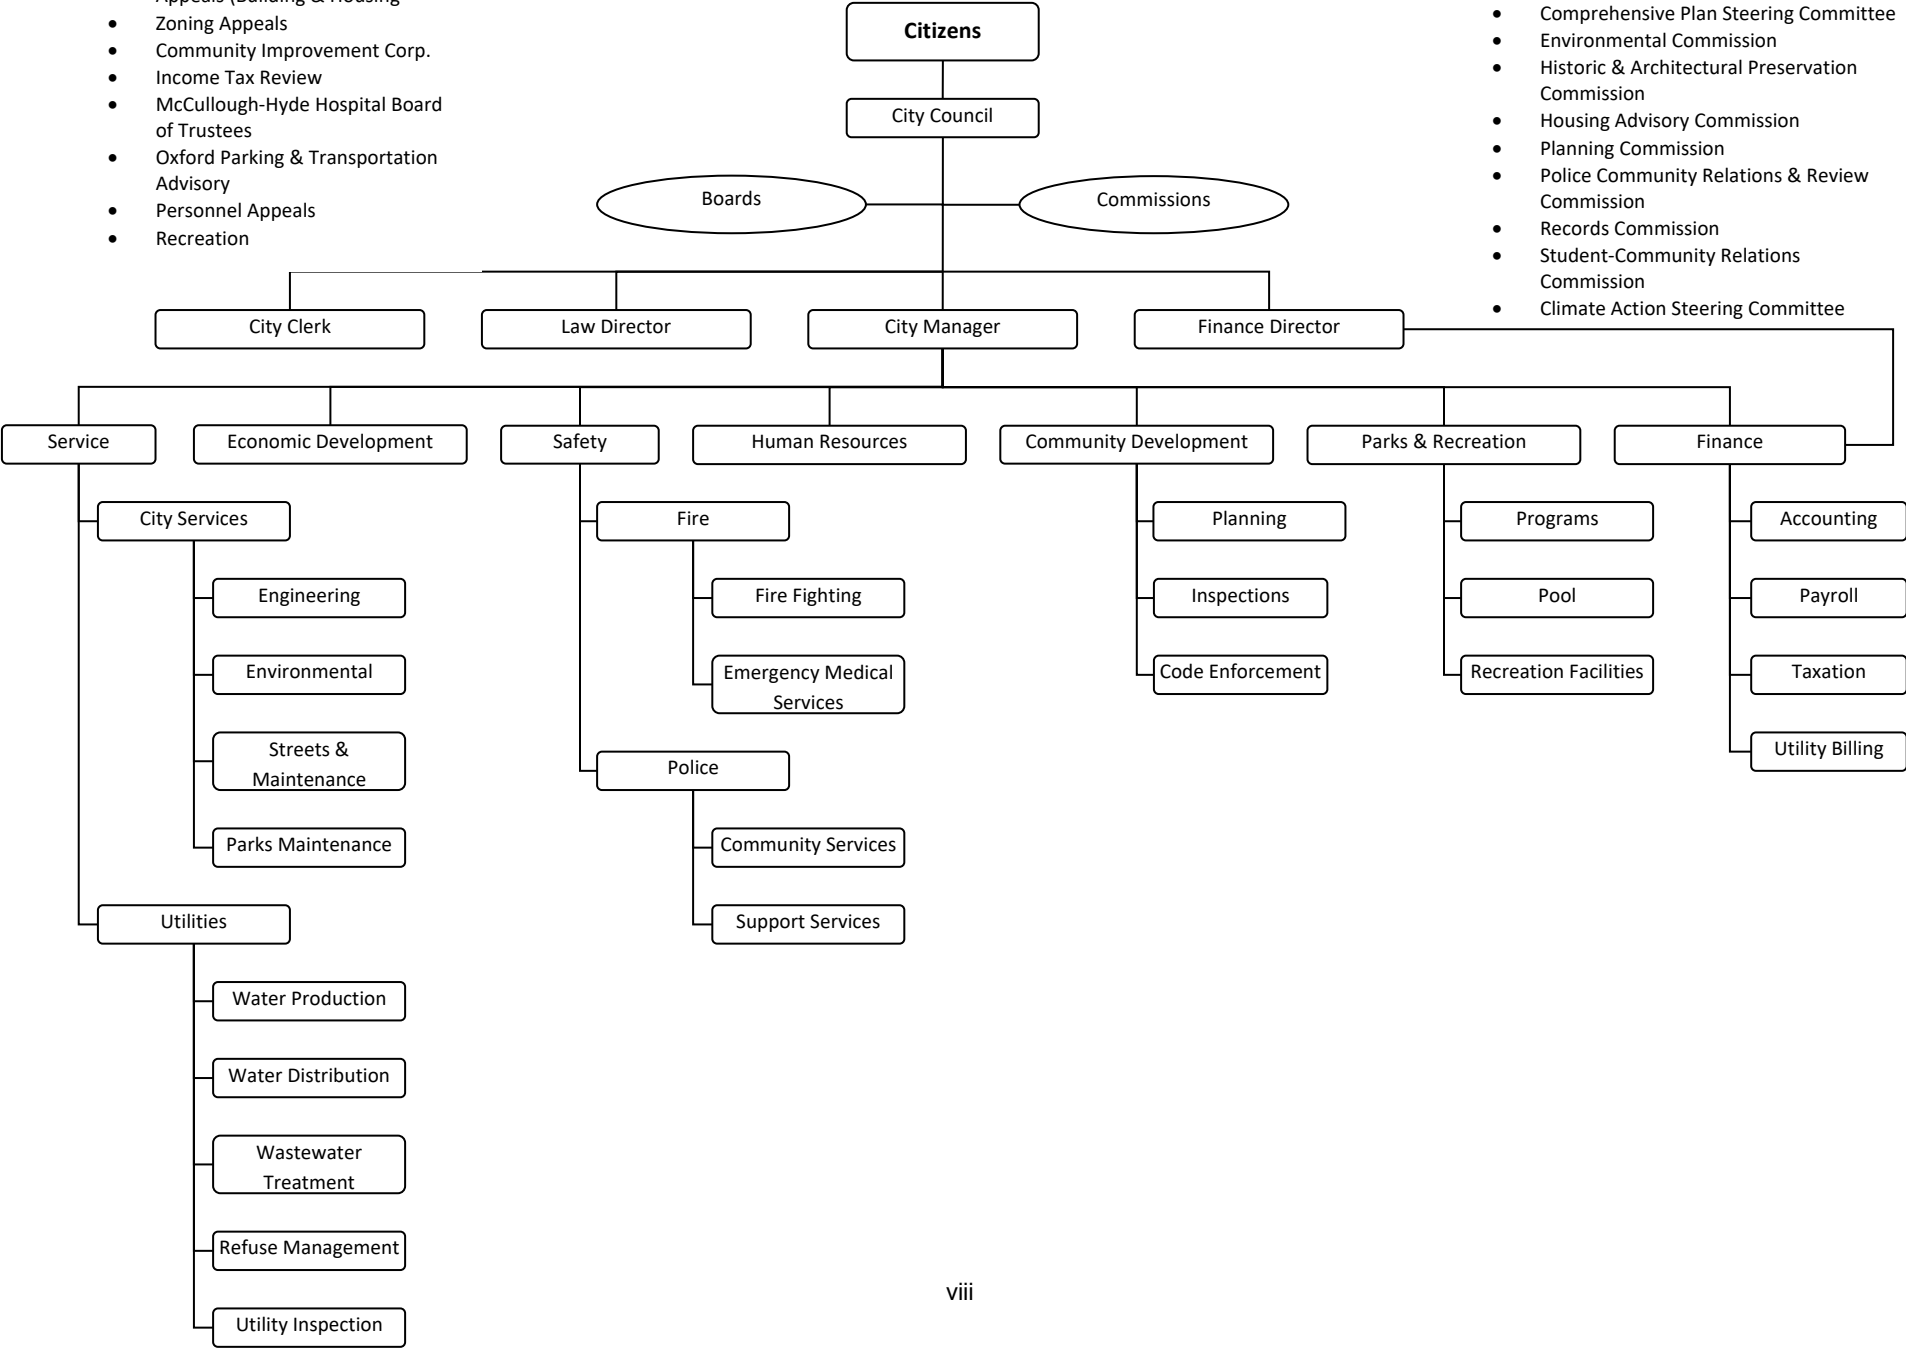 Appeals (Building & Housing
• Zoning Appeals
• Community Improvement Corp.
• Income Tax Review
• McCullough-Hyde Hospital Board
of Trustees
• Oxford Parking & Transportation
Advisory
• Personnel Appeals
• Recreation
Citizens
City Council
Boards
Commissions
• Comprehensive Plan Steering Committee
• Environmental Commission
• Historic & Architectural Preservation
Commission
• Housing Advisory Commission
• Planning Commission
• Police Community Relations & Review
Commission
• Records Commission
• Student-Community Relations
Commission
• Climate Action Steering Committee
City Clerk
Law Director
City Manager
Finance Director
Service
Economic Development
Safety
Human Resources
Community Development
Parks & Recreation
Finance
City Services
Engineering
Environmental
Streets &
Maintenance
Parks Maintenance
Utilities
Water Production
Water Distribution
Wastewater
Treatment
Refuse Management
Utility Inspection
Fire
Fire Fighting
Emergency Medical
Services
Police
Community Services
Support Services
Planning
Inspections
Code Enforcement
Programs
Pool
Recreation Facilities
Accounting
Payroll
Taxation
Utility Billing
viii